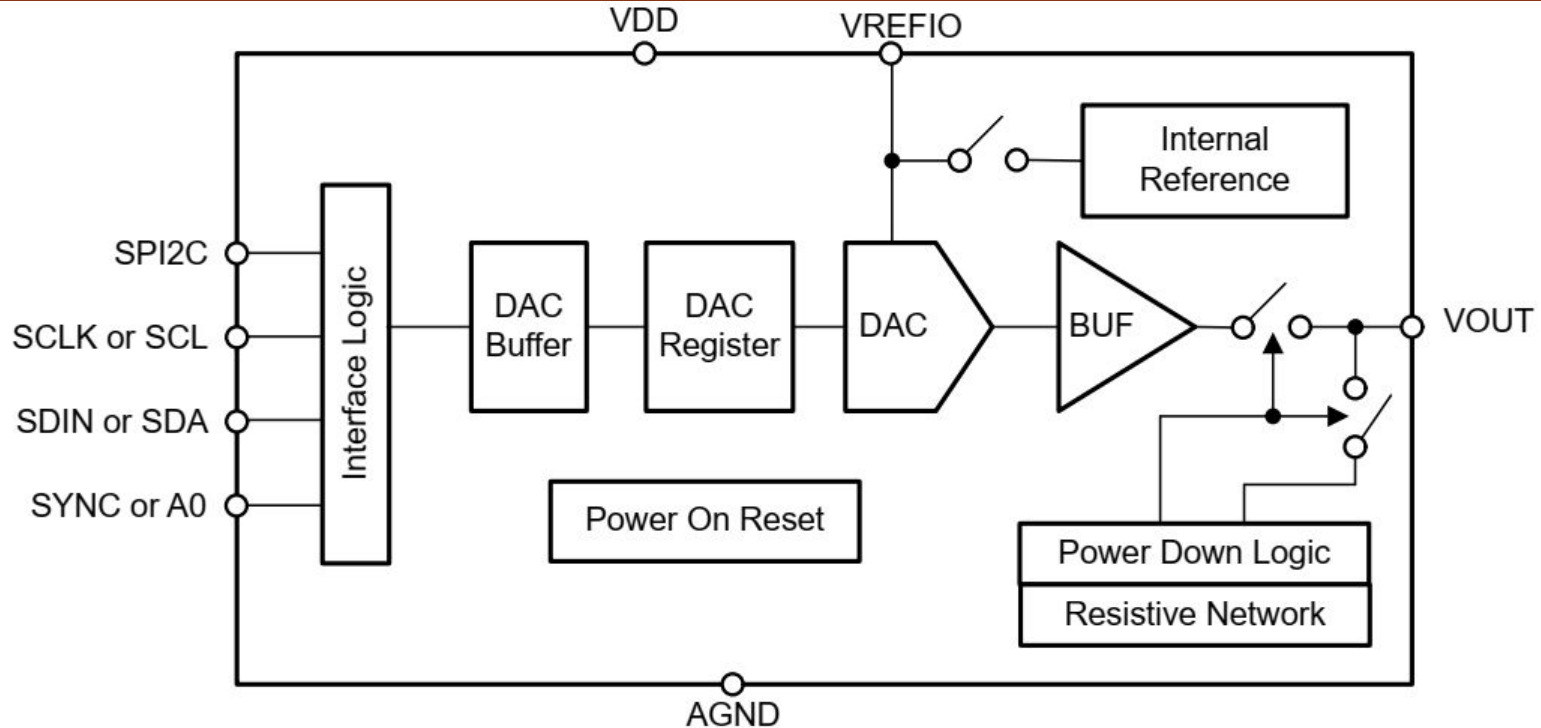 VDD
VREFIO
Internal
Reference
SPI2C
SCLK or SCL
SDIN or SDA
SYNC or A0
Interface Logic
DAC
Buffer
DAC
Register
DAC
BUF
VOUT
Power On Reset
Power Down Logic
Resistive Network
AGND